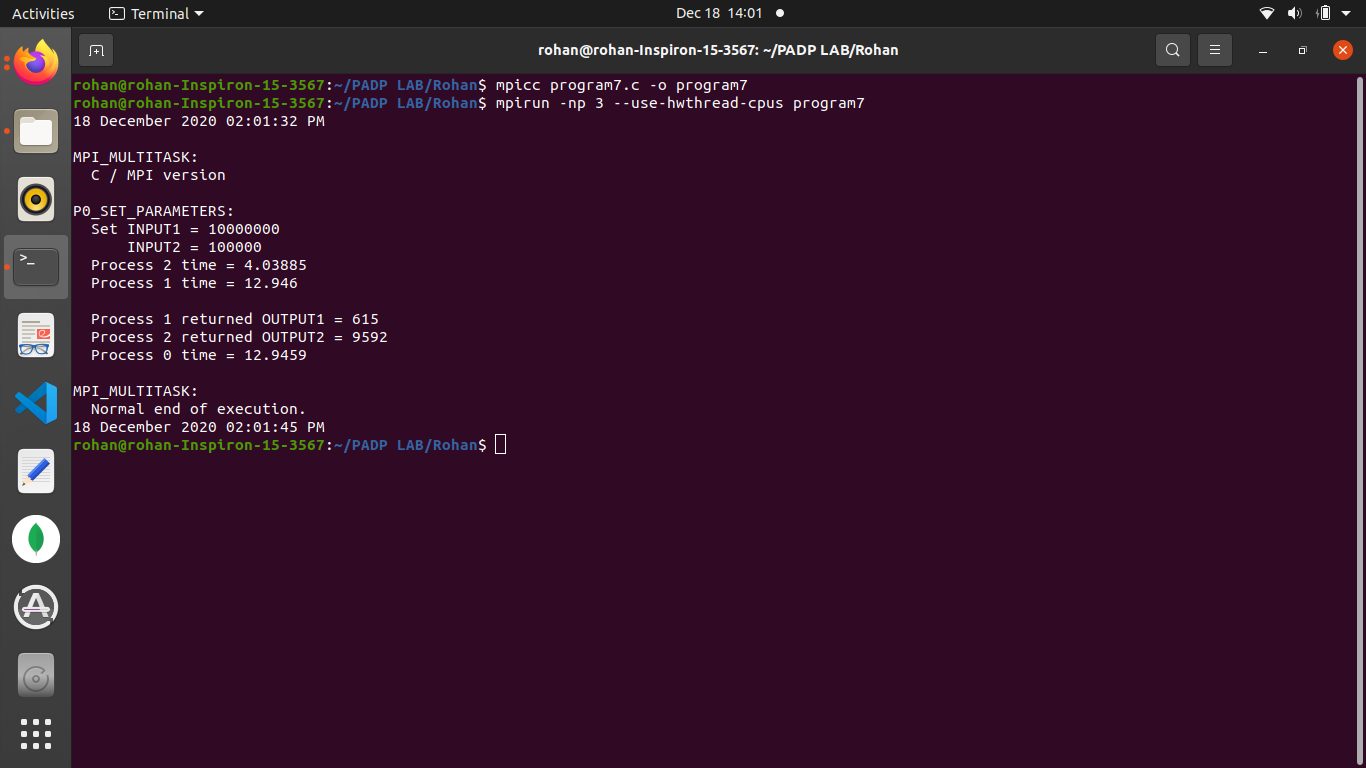 Activities Terminal Dec 18 14:01
rohan@rohan-Inspiron-15-3567: ~/PADP LAB/Rohan
rohan@rohan-Inspiron-15-3567:~/PADP LAB/Rohan$ mpicc program7.c -o program7
rohan@rohan-Inspiron-15-3567:~/PADP LAB/Rohan$ mpirun -np 3 --use-hwthread-cpus program7
18 December 2020 02:01:32 PM

MPI_MULTITASK:
  C / MPI version

P0_SET_PARAMETERS:
  Set INPUT1 = 10000000
      INPUT2 = 100000
  Process 2 time = 4.03885
  Process 1 time = 12.946

  Process 1 returned OUTPUT1 = 615
  Process 2 returned OUTPUT2 = 9592
  Process 0 time = 12.9459

MPI_MULTITASK:
  Normal end of execution.
18 December 2020 02:01:45 PM
rohan@rohan-Inspiron-15-3567:~/PADP LAB/Rohan$